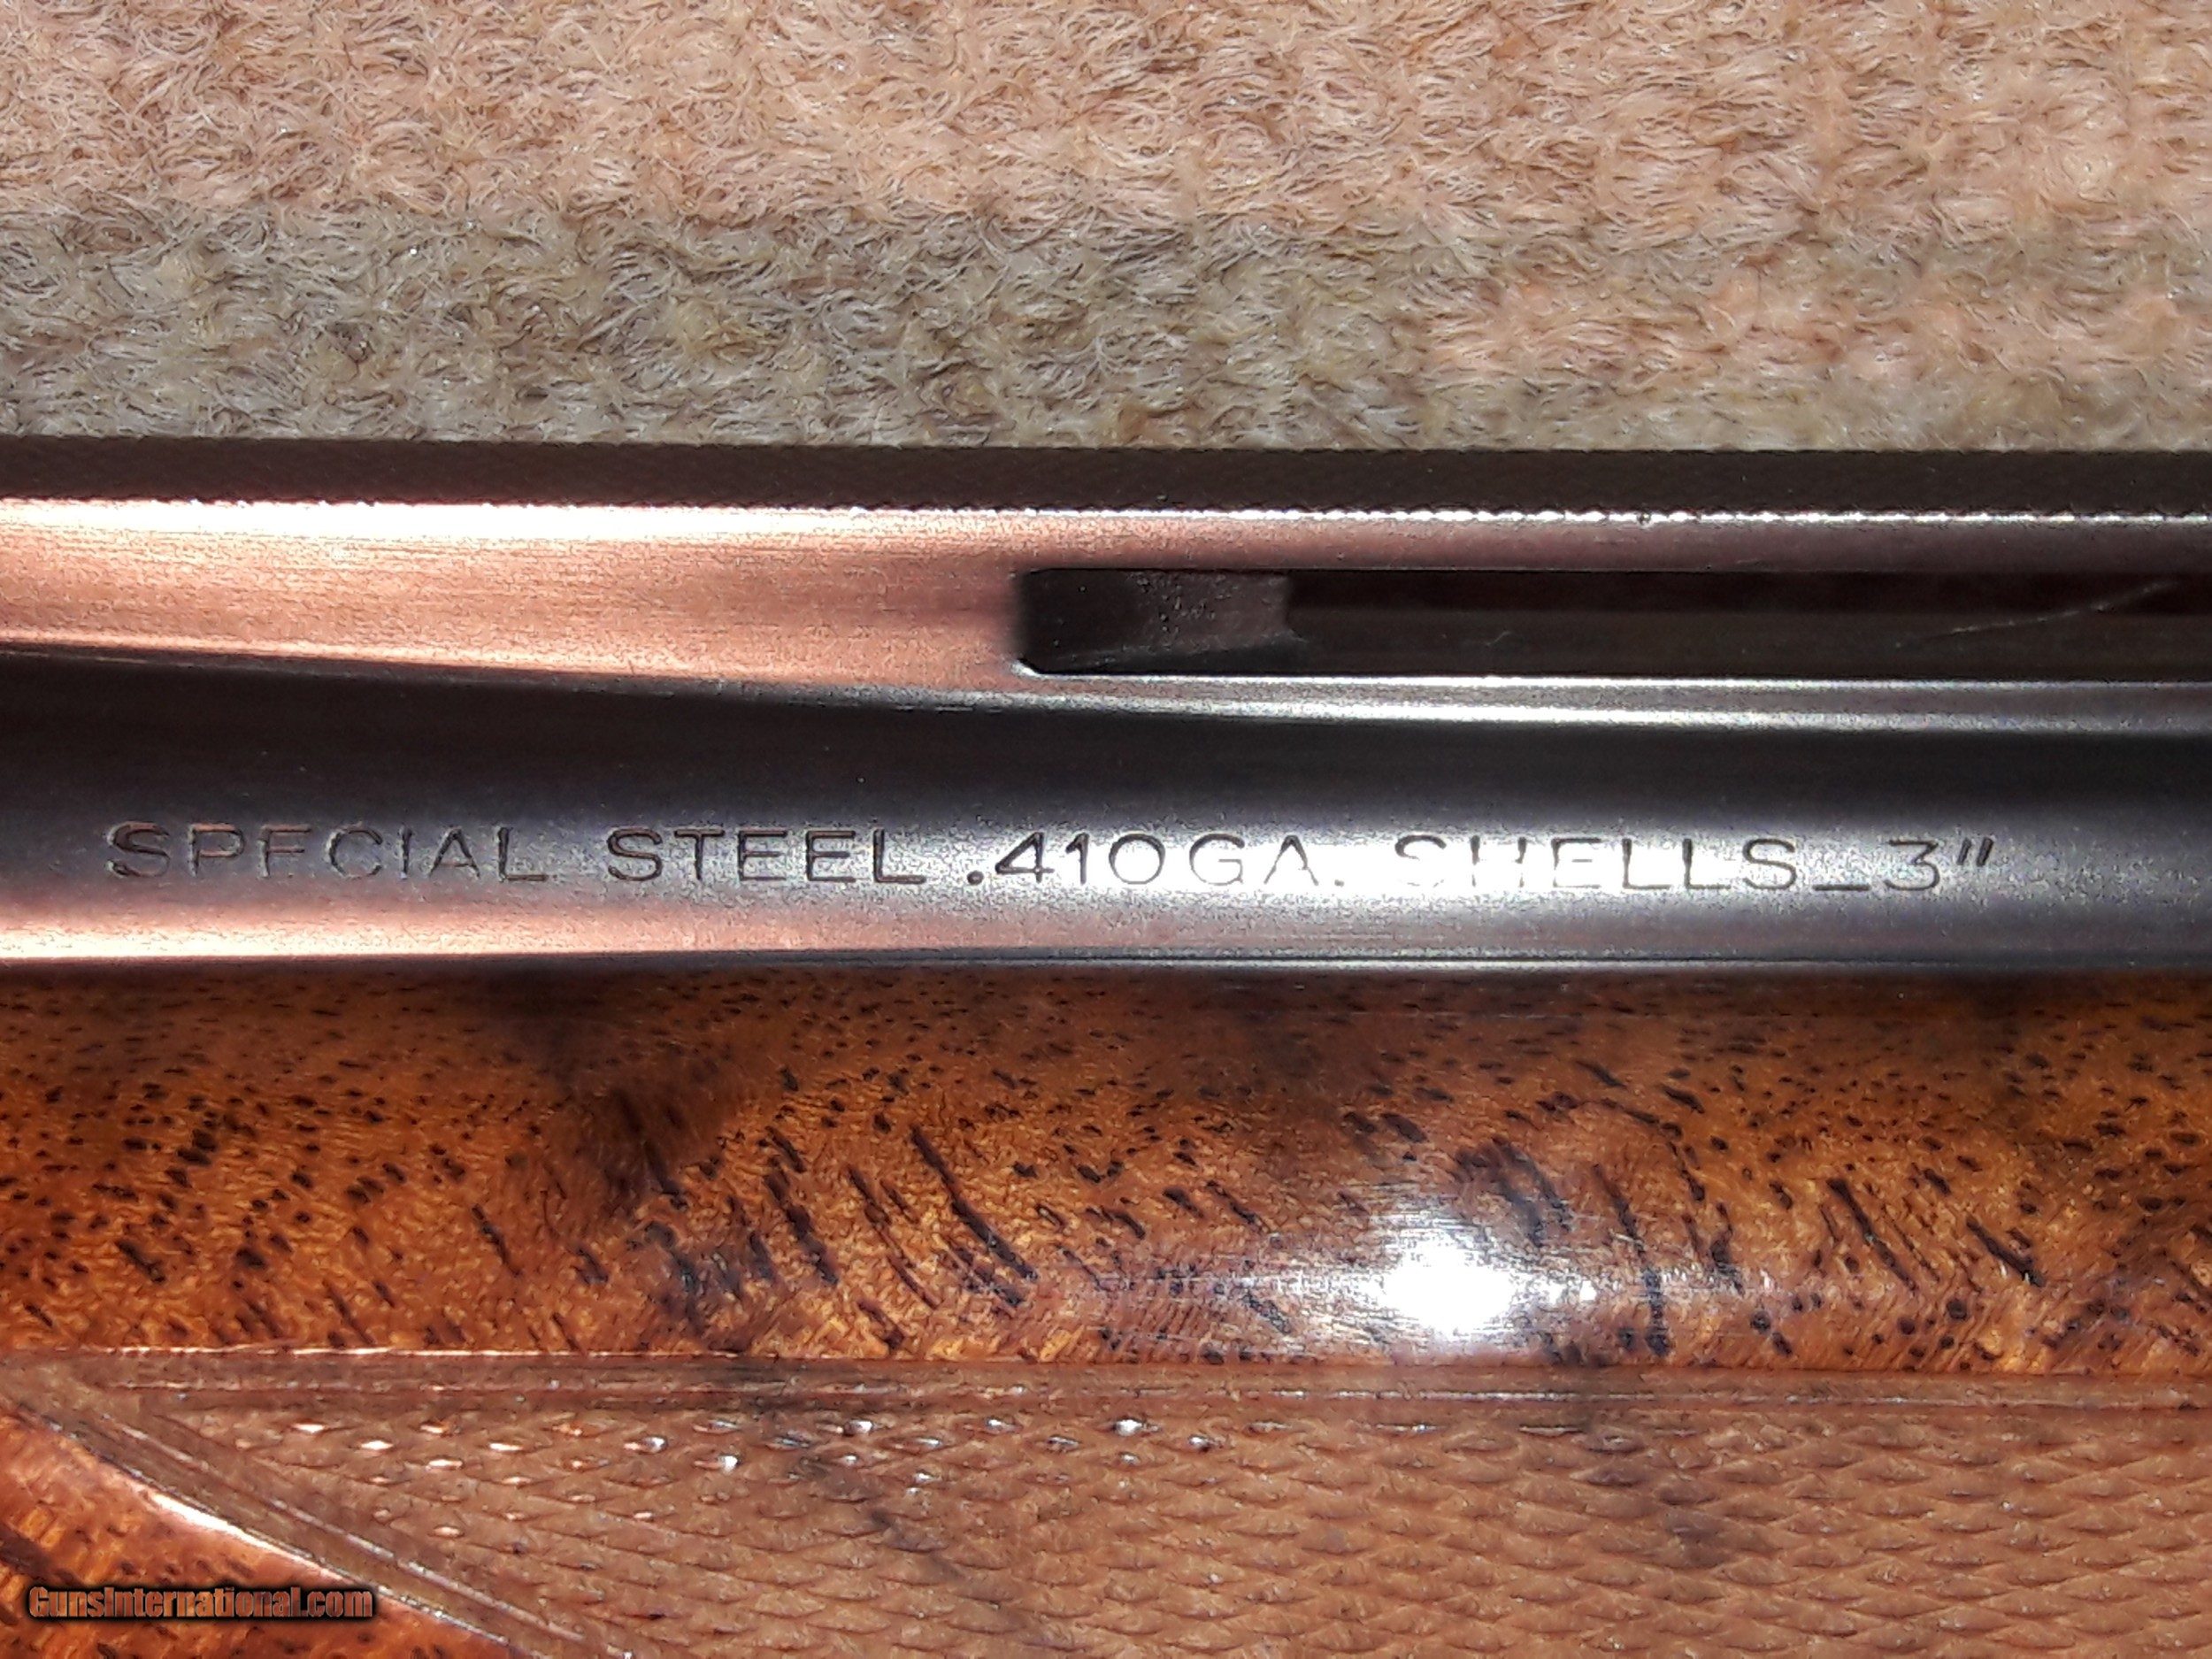 SPECIAL STEEL .410GA. SHELLS_3"
GunsInternational.com